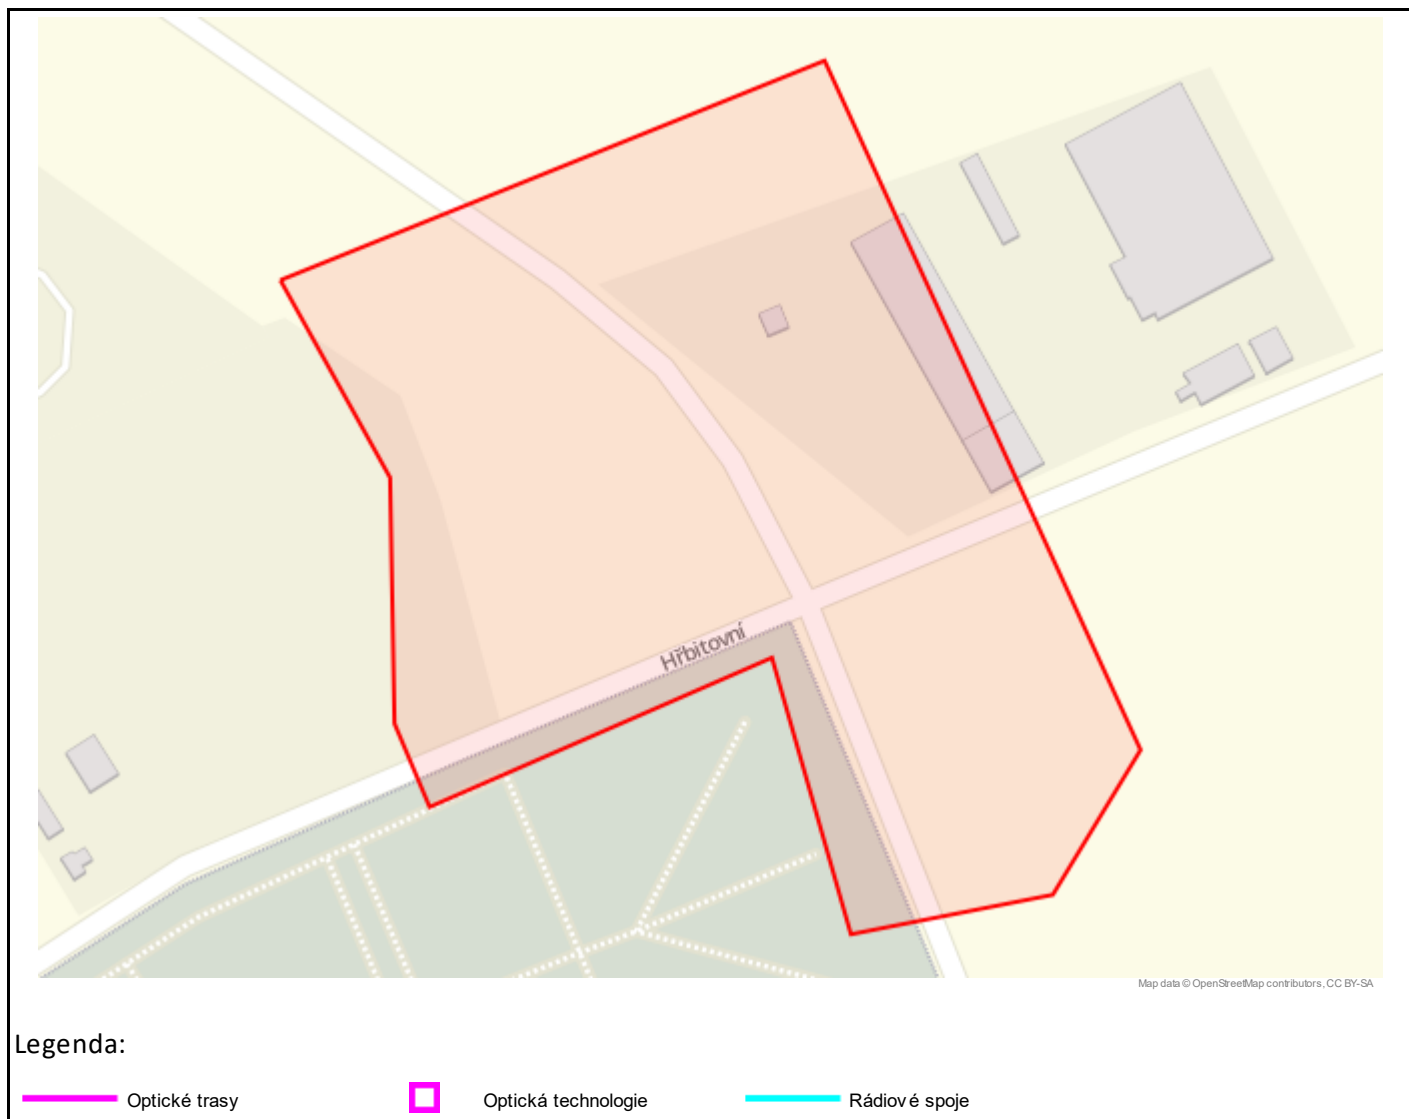 Hřbitovní
Map data © OpenStreetMap contributors, CC BY-SA
Legenda:
Optické trasy
Optická technologie
Rádiové spoje